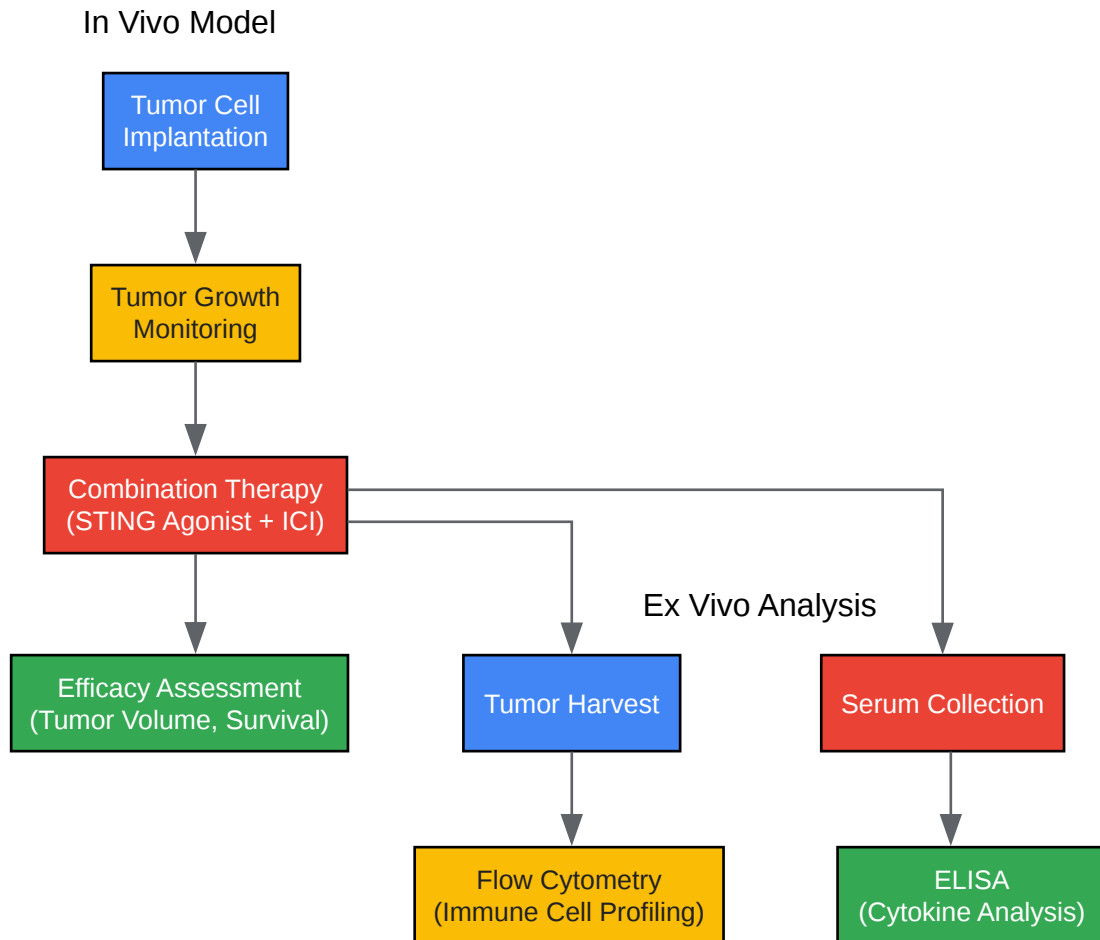 In Vivo Model
Tumor Cell
Implantation
Tumor Growth
Monitoring
Combination Therapy
(STING Agonist + ICI)
Ex Vivo Analysis
Efficacy Assessment
(Tumor Volume, Survival)
Tumor Harvest
Serum Collection
Flow Cytometry
(Immune Cell Profiling)
ELISA
(Cytokine Analysis)